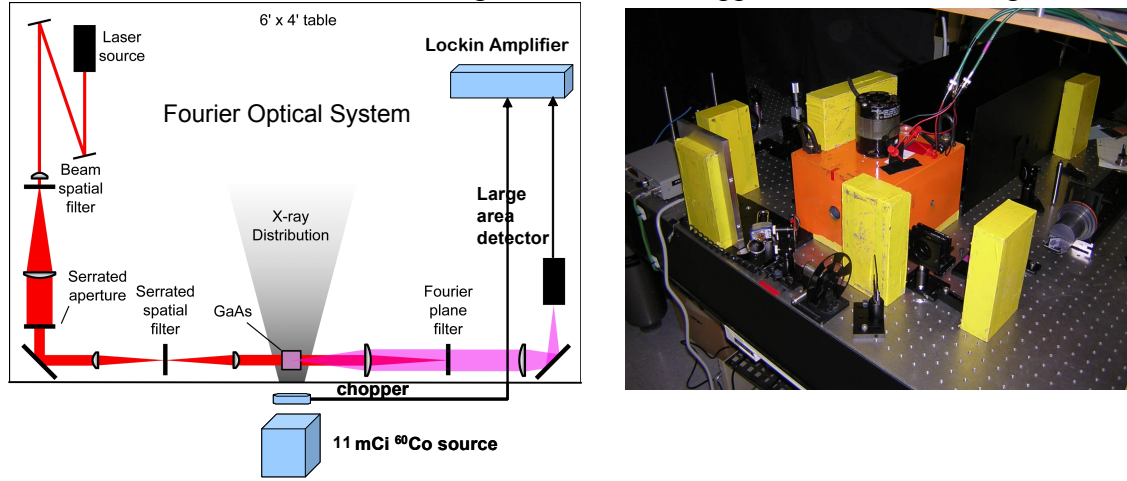 6' x 4' table
Laser
source
Lockin Amplifier
Fourier Optical System
Beam
spatial
filter
X-ray
Distribution
Large
area
detector
Serrated
aperture
Serrated
spatial
filter
GaAs
Fourier
plane
filter
chopper
11 mCi ⁶⁰Co source